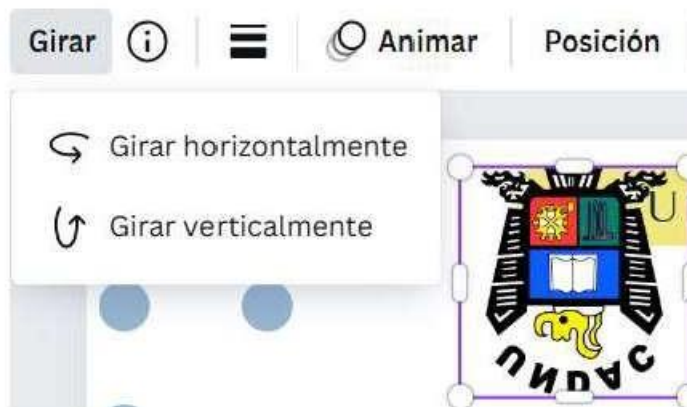 Girar Animar Posición
Girar horizontalmente
Girar verticalmente
U
UNDAC